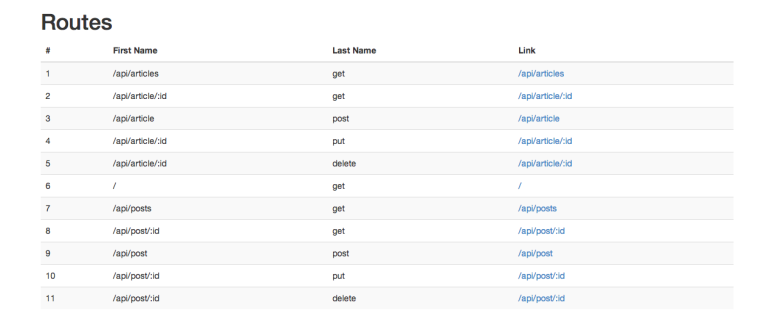 Routes
# First Name Last Name Link
1 /api/articles get /api/articles
2 /api/article/:id get /api/article/:id
3 /api/article post /api/article
4 /api/article/:id put /api/article/:id
5 /api/article/:id delete /api/article/:id
6 / get /
7 /api/posts get /api/posts
8 /api/post/:id get /api/post/:id
9 /api/post post /api/post
10 /api/post/:id put /api/post/:id
11 /api/post/:id delete /api/post/:id